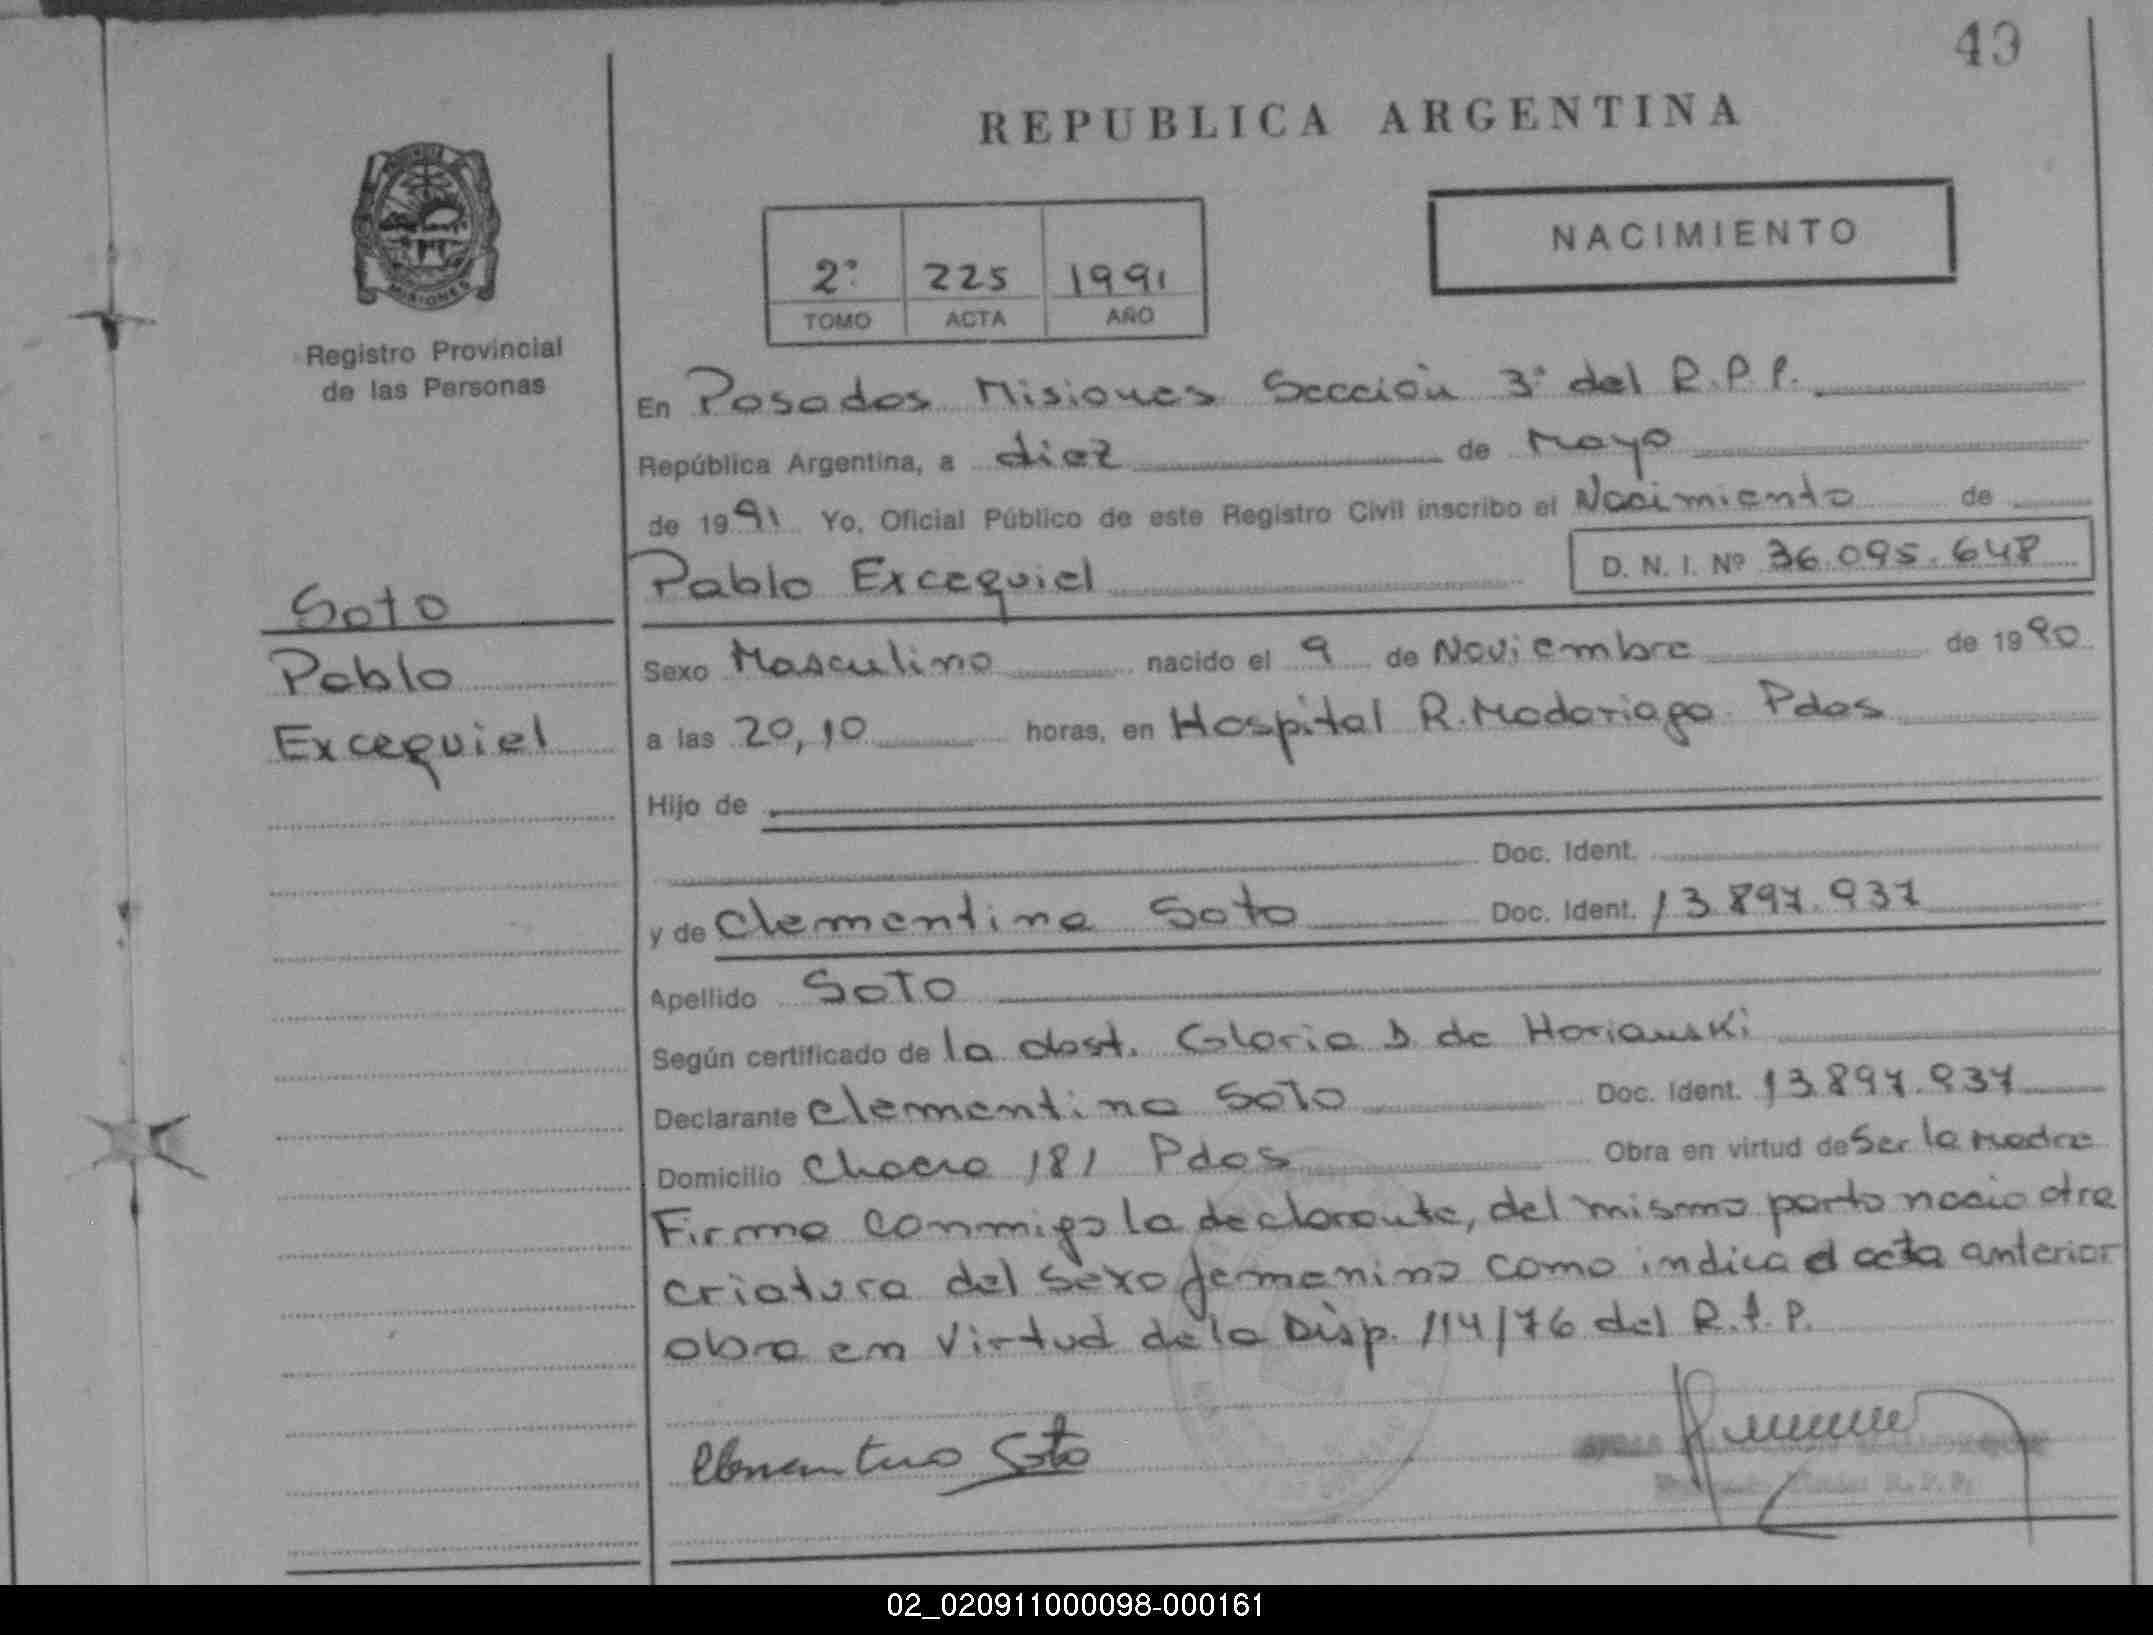 43
REPUBLICA ARGENTINA
NACIMIENTO
2º 225 1991
TOMO ACTA AÑO
MISIONES
Registro Provincial
de las Personas
En Posadas Misiones Sección 3ª del R.P.P.
República Argentina, a diez de Mayo
de 1991 Yo, Oficial Público de este Registro Civil inscribo el Nacimiento de
Pablo Excequiel D. N. I. Nº 36.095.648
Soto
Pablo
Excequiel
Sexo Masculino nacido el 9 de Noviembre de 1990
a las 20,10 horas, en Hospital R. Madariaga Pdas
Hijo de
Doc. Ident.
y de Clementina Soto Doc. Ident. 13.897.937
Apellido SOTO
Según certificado de la obst. Gloria D de Horianski
Declarante Clementina Soto Doc. Ident. 13.897.937
Domicilio Chacra 181 Pdas Obra en virtud de Ser la Madre
Firma conmigo la declarante, del mismo parto nacio otra
criatura del sexo femenino como indica el acta anterior
obra en virtud de la Disp. 114/76 del R.P.P.
Clementina Soto
R.P.P.
02_020911000098-000161